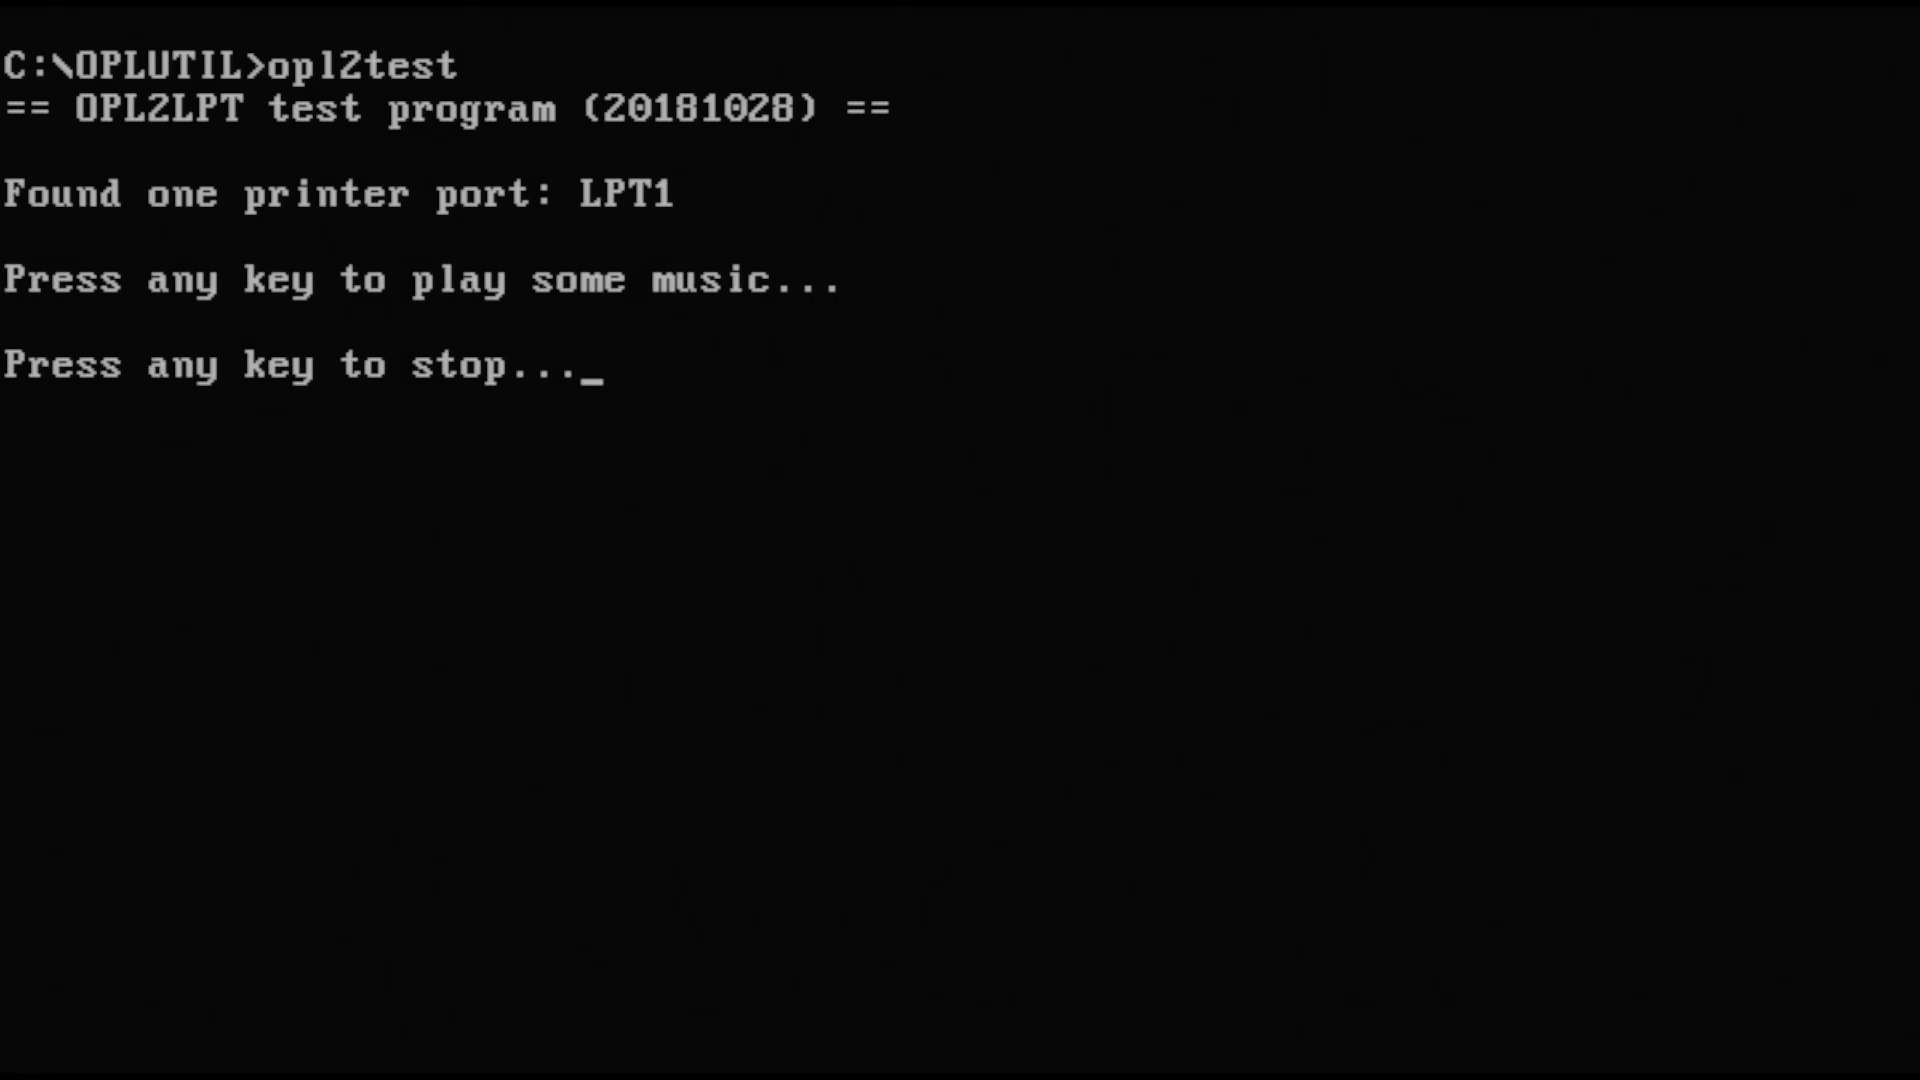 C:\OPLUTIL>opl2test
== OPL2LPT test program (20181028) ==
Found one printer port: LPT1
Press any key to play some music...
Press any key to stop..._